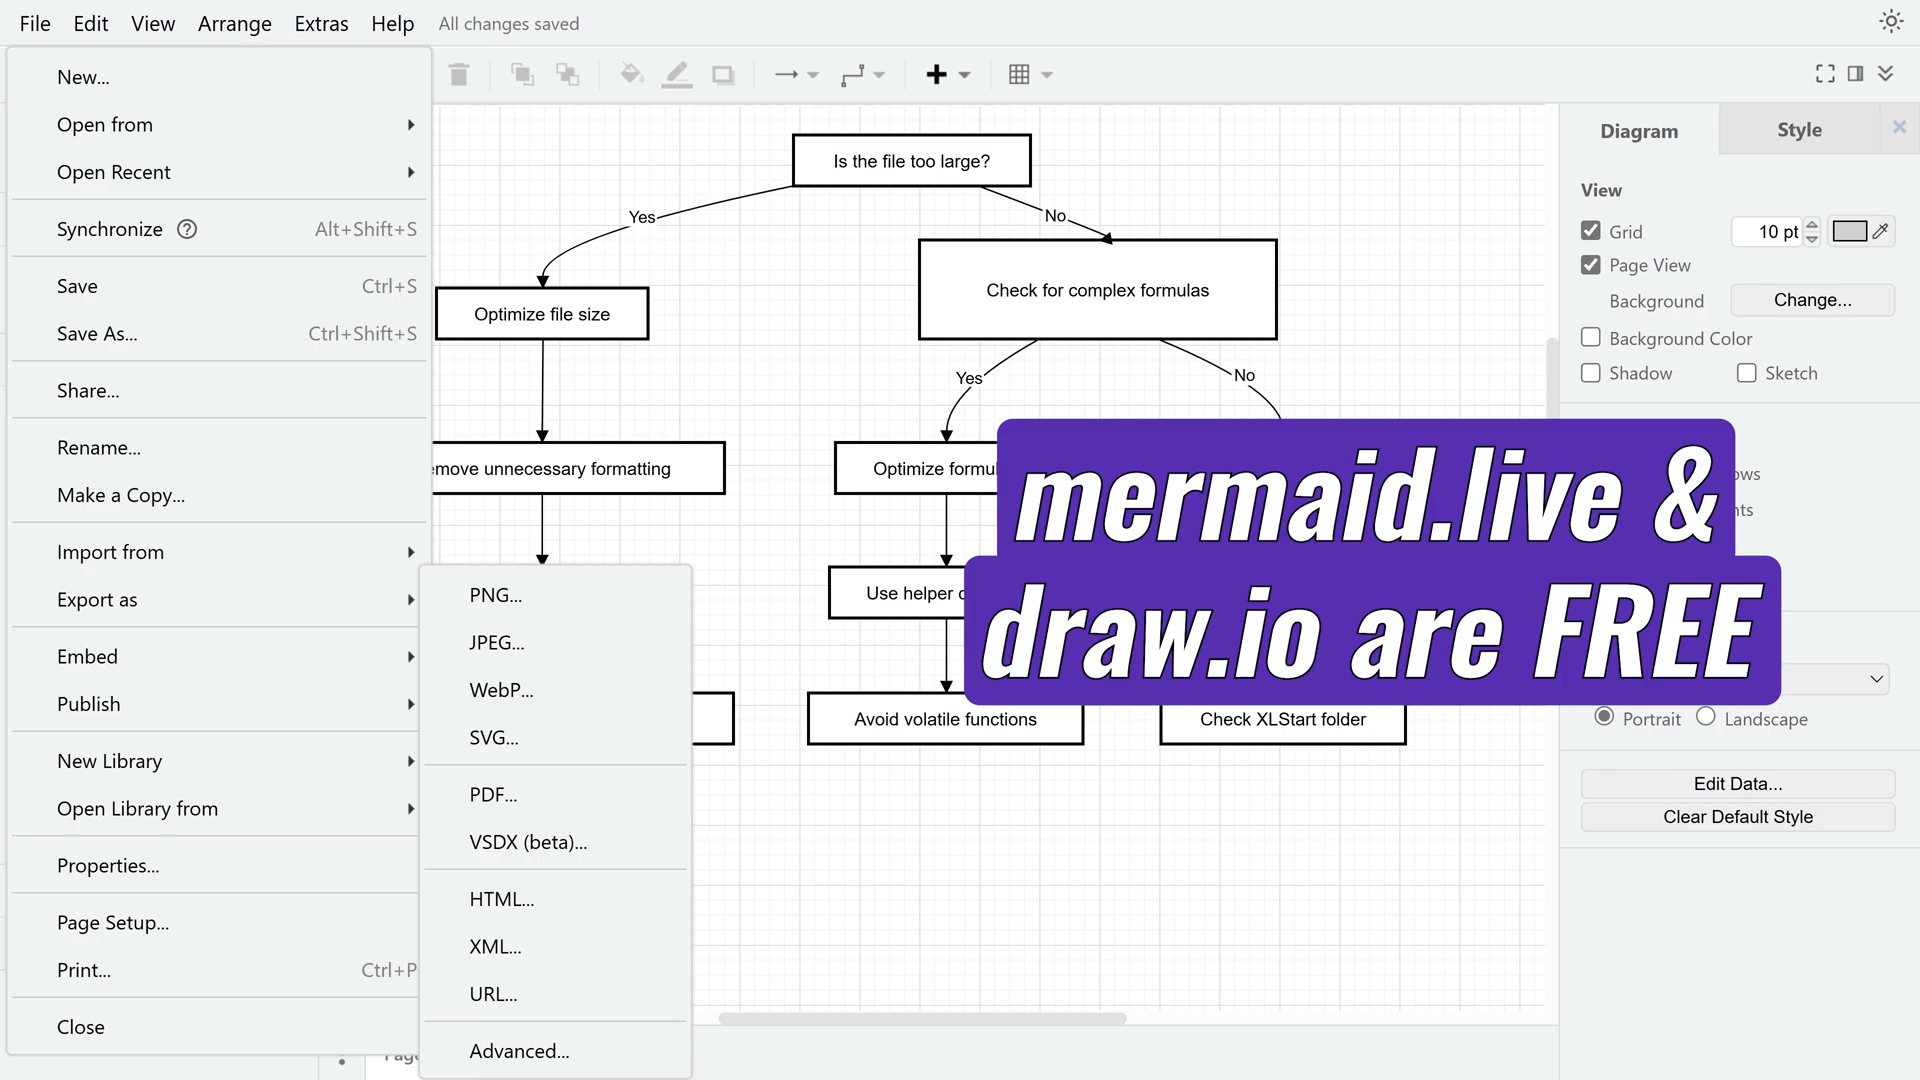 File Edit View Arrange Extras Help All changes saved
New...
Open from
Open Recent
Synchronize Alt+Shift+S
Save Ctrl+S
Save As... Ctrl+Shift+S
Share...
Rename...
Make a Copy...
Import from
Export as
Embed
Publish
New Library
Open Library from
Properties...
Page Setup...
Print... Ctrl+P
Close
PNG...
JPEG...
WebP...
SVG...
PDF...
VSDX (beta)...
HTML...
XML...
URL...
Advanced...
Is the file too large?
Yes
No
Optimize file size
Check for complex formulas
Yes
No
emove unnecessary formatting
Optimize formul
Use helper
Avoid volatile functions
Check XLStart folder
mermaid.live &
draw.io are FREE
Diagram Style
View
Grid 10 pt
Page View
Background Change...
Background Color
Shadow Sketch
ows
nts
Portrait Landscape
Edit Data...
Clear Default Style